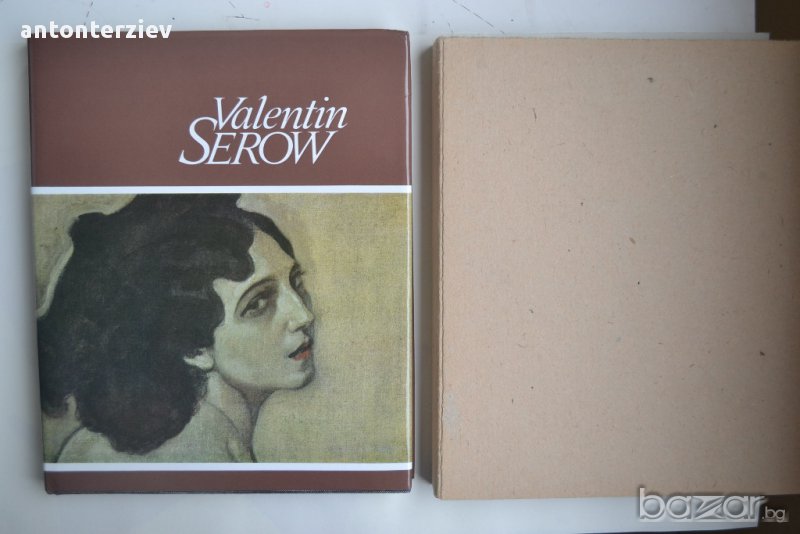 antonterziev
Valentin
SEROW
bazar.bg